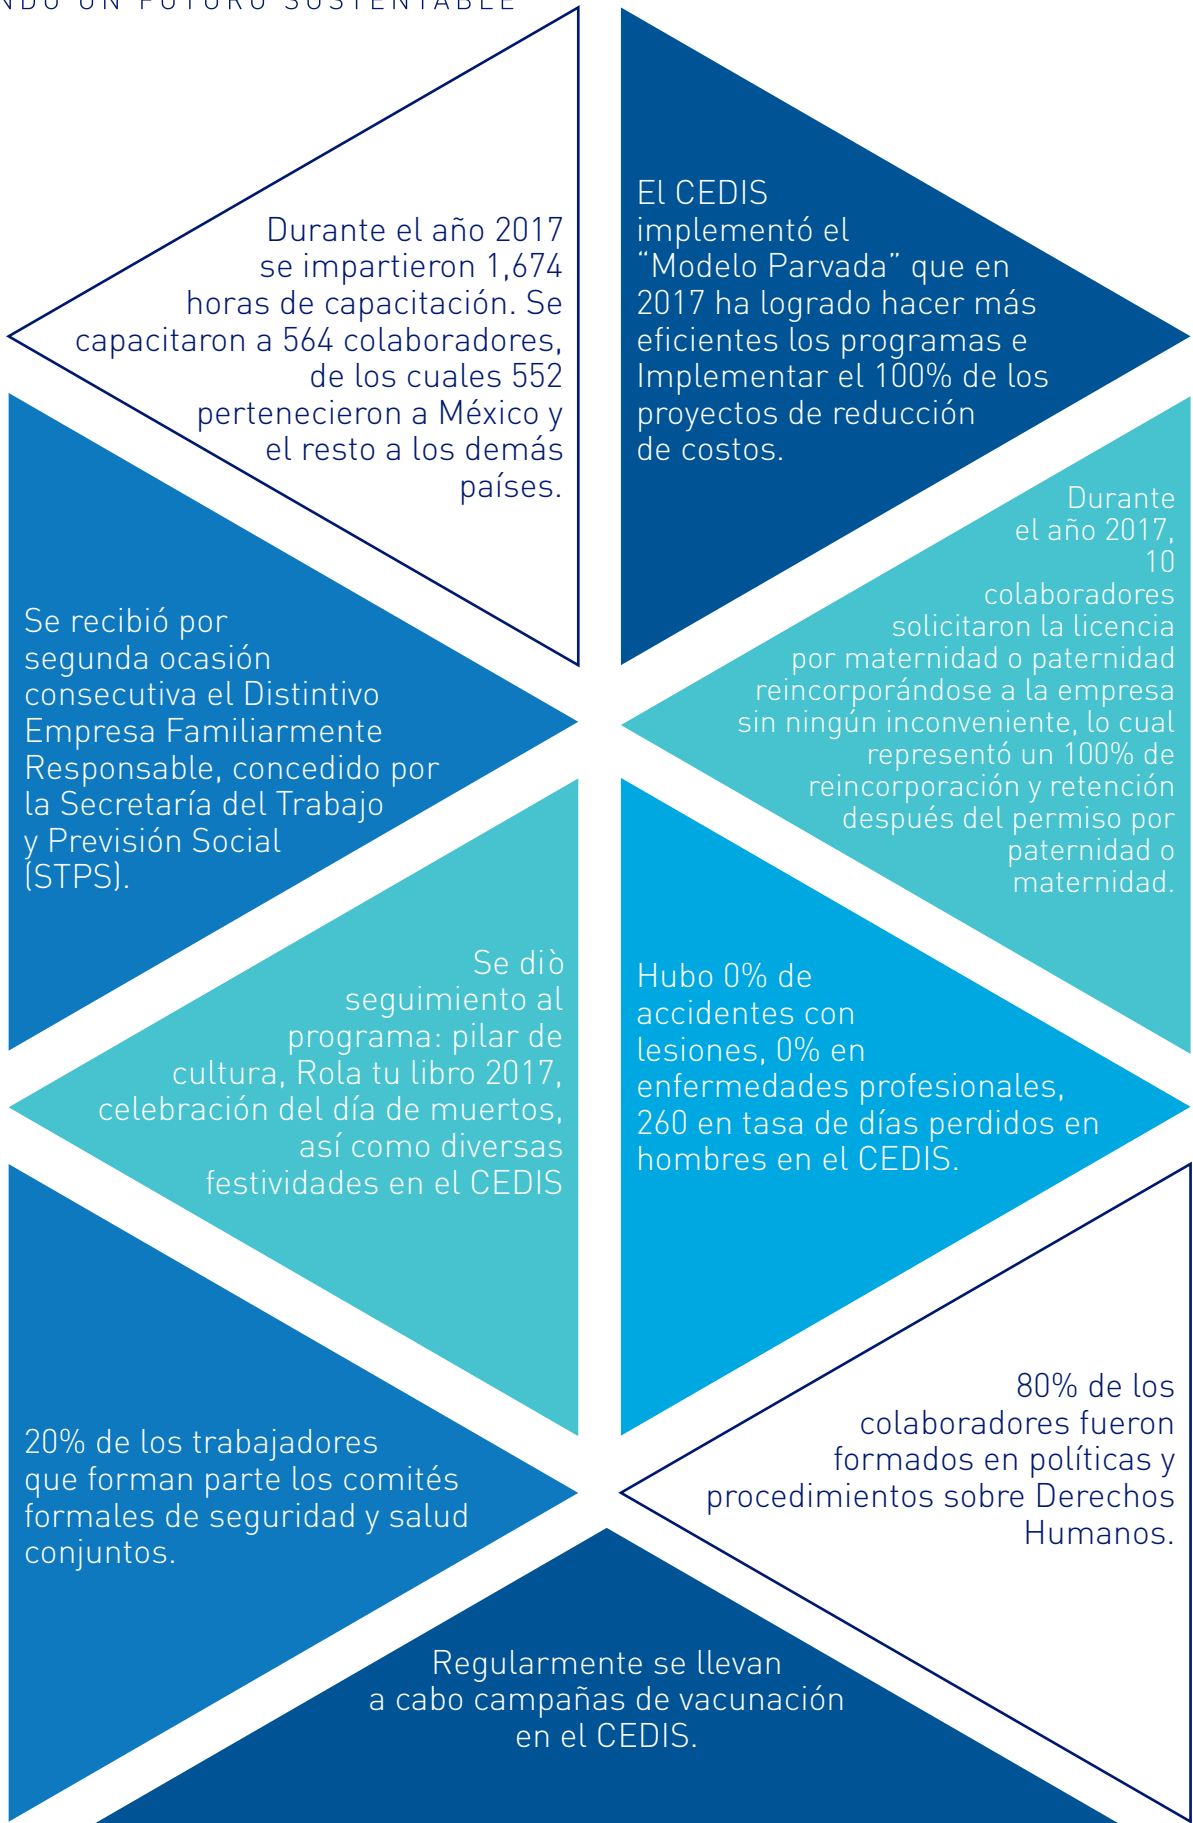 UN FUTURO SUSTENTABLE
Durante el año 2017
se impartieron 1,674
horas de capacitación. Se
capacitaron a 564 colaboradores,
de los cuales 552
pertenecieron a México y
el resto a los demás
países.
El CEDIS
implementó el
“Modelo Parvada” que en
2017 ha logrado hacer más
eficientes los programas e
Implementar el 100% de los
proyectos de reducción
de costos.
Se recibió por
segunda ocasión
consecutiva el Distintivo
Empresa Familiarmente
Responsable, concedido por
la Secretaría del Trabajo
y Previsión Social
(STPS).
Durante
el año 2017,
10
colaboradores
solicitaron la licencia
por maternidad o paternidad
reincorporándose a la empresa
sin ningún inconveniente, lo cual
representó un 100% de
reincorporación y retención
después del permiso por
paternidad o
maternidad.
Se diò
seguimiento al
programa: pilar de
cultura, Rola tu libro 2017,
celebración del día de muertos,
así como diversas
festividades en el CEDIS
Hubo 0% de
accidentes con
lesiones, 0% en
enfermedades profesionales,
260 en tasa de días perdidos en
hombres en el CEDIS.
20% de los trabajadores
que forman parte los comités
formales de seguridad y salud
conjuntos.
80% de los
colaboradores fueron
formados en políticas y
procedimientos sobre Derechos
Humanos.
Regularmente se llevan
a cabo campañas de vacunación
en el CEDIS.